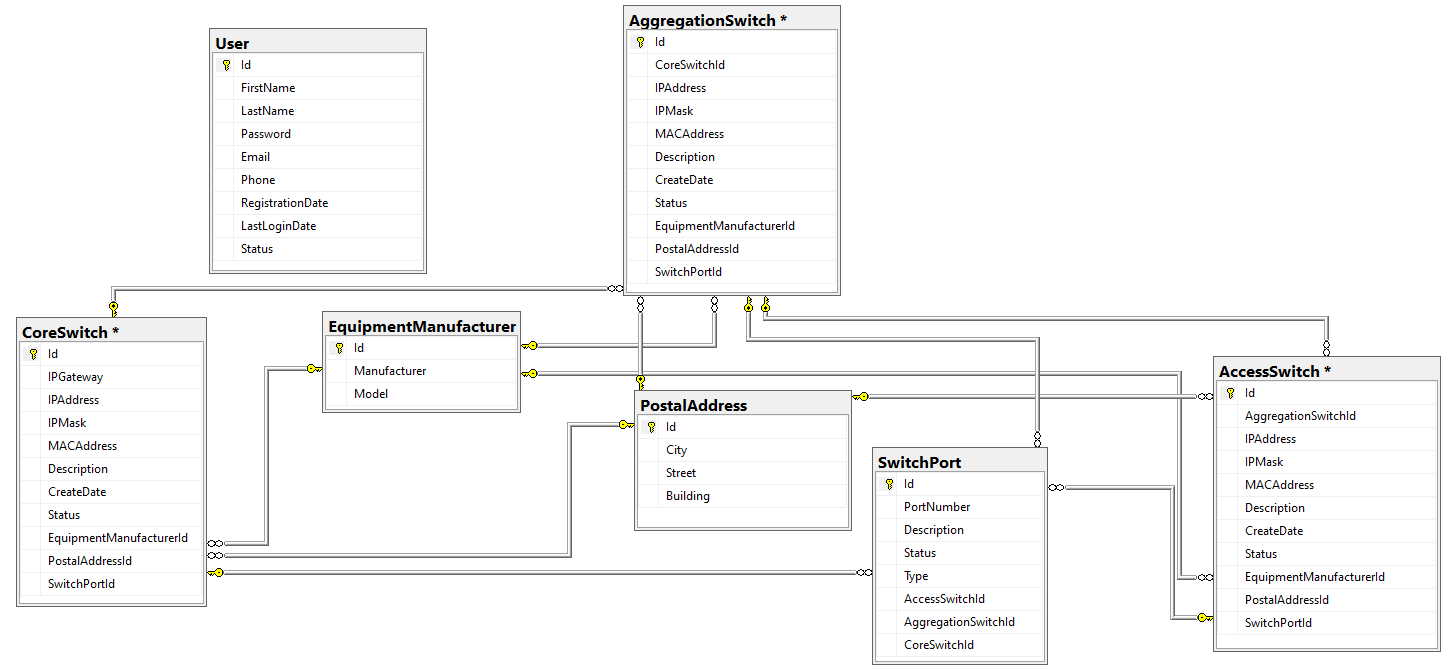 User
Id
FirstName
LastName
Password
Email
Phone
RegistrationDate
LastLoginDate
Status
AggregationSwitch *
Id
CoreSwitchId
IPAddress
IPMask
MACAddress
Description
CreateDate
Status
EquipmentManufacturerId
PostalAddressId
SwitchPortId
CoreSwitch *
Id
IPGateway
IPAddress
IPMask
MACAddress
Description
CreateDate
Status
EquipmentManufacturerId
PostalAddressId
SwitchPortId
EquipmentManufacturer
Id
Manufacturer
Model
PostalAddress
Id
City
Street
Building
SwitchPort
Id
PortNumber
Description
Status
Type
AccessSwitchId
AggregationSwitchId
CoreSwitchId
AccessSwitch *
Id
AggregationSwitchId
IPAddress
IPMask
MACAddress
Description
CreateDate
Status
EquipmentManufacturerId
PostalAddressId
SwitchPortId